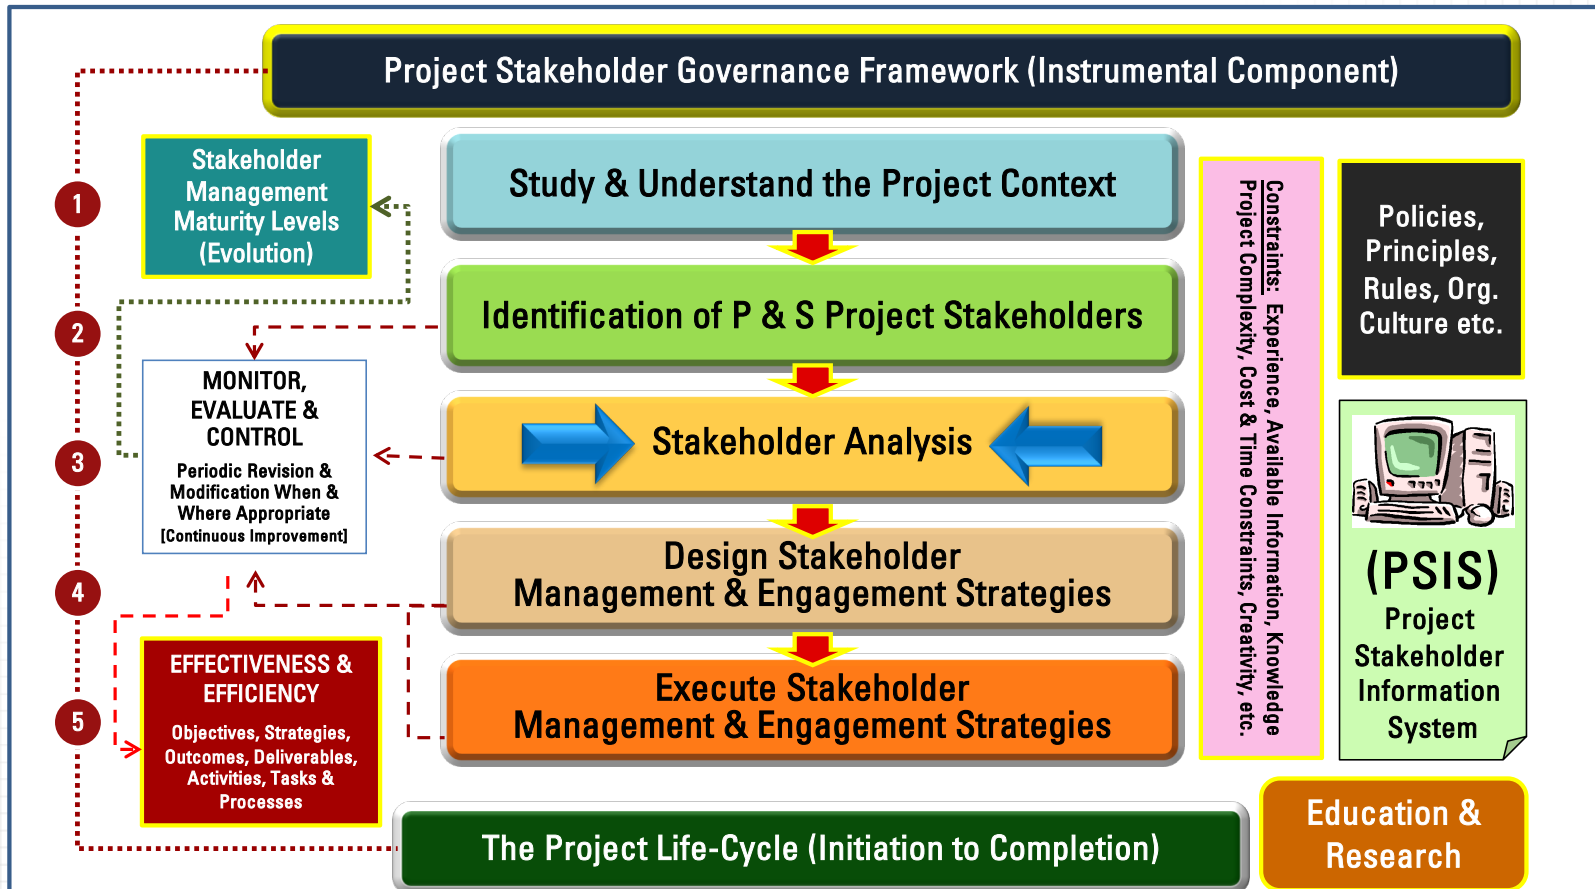 Project Stakeholder Governance Framework (Instrumental Component)
1
2
3
4
5
Stakeholder
Management
Maturity Levels
(Evolution)
MONITOR,
EVALUATE &
CONTROL
Periodic Revision &
Modification When &
Where Appropriate
[Continuous Improvement]
EFFECTIVENESS &
EFFICIENCY
Objectives, Strategies,
Outcomes, Deliverables,
Activities, Tasks &
Processes
Study & Understand the Project Context
Identification of P & S Project Stakeholders
Stakeholder Analysis
Design Stakeholder
Management & Engagement Strategies
Execute Stakeholder
Management & Engagement Strategies
Constraints: Experience, Available Information, Knowledge
Project Complexity, Cost & Time Constraints, Creativity, etc.
Policies,
Principles,
Rules, Org.
Culture etc.
(PSIS)
Project
Stakeholder
Information
System
The Project Life-Cycle (Initiation to Completion)
Education &
Research